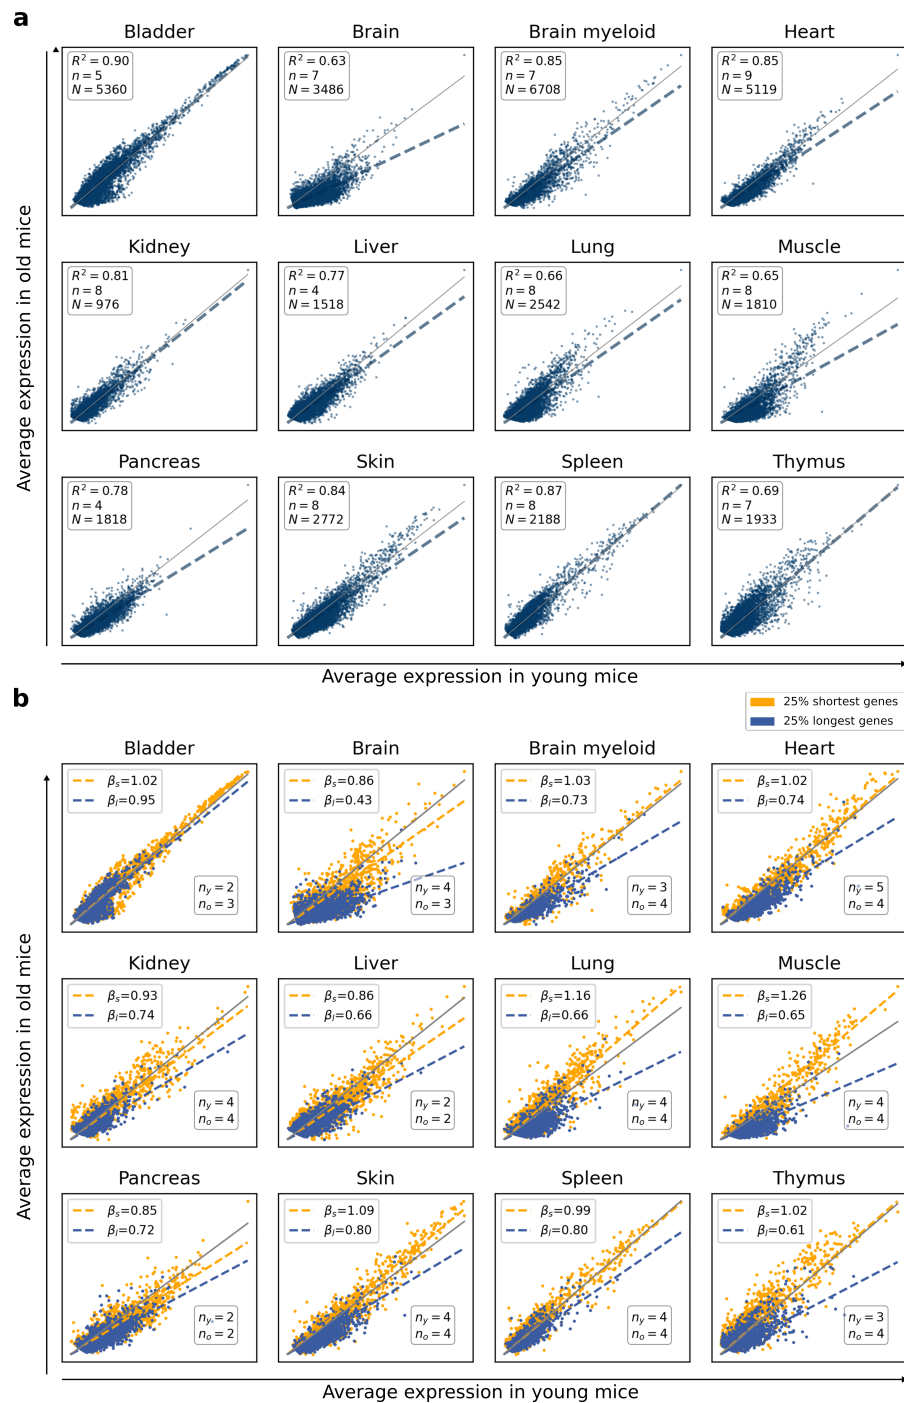 a
Bladder
Brain
Brain myeloid
Heart
R² = 0.90
n = 5
N = 5360
R² = 0.63
n = 7
N = 3486
R² = 0.85
n = 7
N = 6708
R² = 0.85
n = 9
N = 5119
Kidney
Liver
Lung
Muscle
R² = 0.81
n = 8
N = 976
R² = 0.77
n = 4
N = 1518
R² = 0.66
n = 8
N = 2542
R² = 0.65
n = 8
N = 1810
Pancreas
Skin
Spleen
Thymus
R² = 0.78
n = 4
N = 1818
R² = 0.84
n = 8
N = 2772
R² = 0.87
n = 8
N = 2188
R² = 0.69
n = 7
N = 1933
Average expression in old mice
Average expression in young mice
b
25% shortest genes
25% longest genes
Bladder
Brain
Brain myeloid
Heart
βs=1.02
βl=0.95
ny = 2
no = 3
βs=0.86
βl=0.43
ny = 4
no = 3
βs=1.03
βl=0.73
ny = 3
no = 4
βs=1.02
βl=0.74
ny = 5
no = 4
Kidney
Liver
Lung
Muscle
βs=0.93
βl=0.74
ny = 4
no = 4
βs=0.86
βl=0.66
ny = 2
no = 2
βs=1.16
βl=0.66
ny = 4
no = 4
βs=1.26
βl=0.65
ny = 4
no = 4
Pancreas
Skin
Spleen
Thymus
βs=0.85
βl=0.72
ny = 2
no = 2
βs=1.09
βl=0.80
ny = 4
no = 4
βs=0.99
βl=0.80
ny = 4
no = 4
βs=1.02
βl=0.61
ny = 3
no = 4
Average expression in old mice
Average expression in young mice